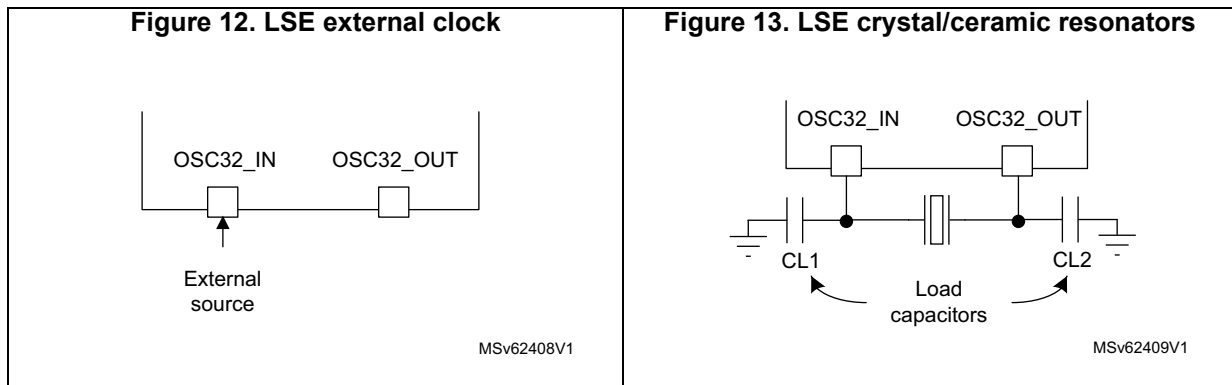 Figure 12. LSE external clock
OSC32_IN OSC32_OUT
External
source
MSv62408V1
Figure 13. LSE crystal/ceramic resonators
OSC32_IN OSC32_OUT
CL1 CL2
Load
capacitors
MSv62409V1